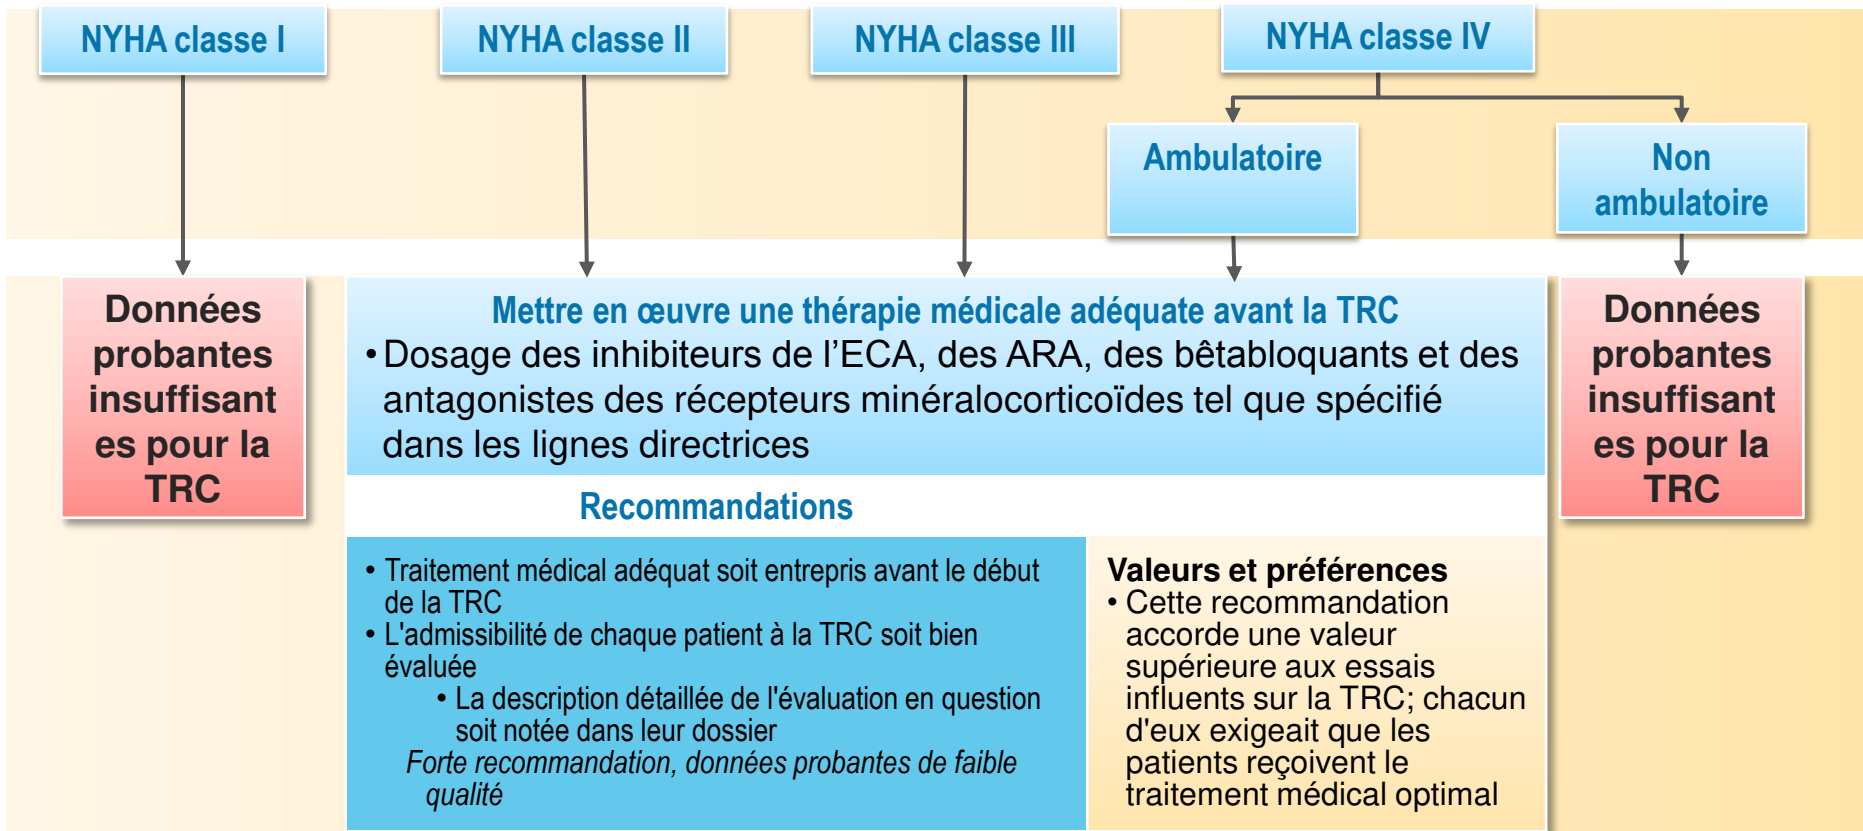 NYHA classe I
NYHA classe II
NYHA classe III
NYHA classe IV
Ambulatoire
Non
ambulatoire
Données
probantes
insuffisant
es pour la
TRC
Mettre en œuvre une thérapie médicale adéquate avant la TRC
• Dosage des inhibiteurs de l’ECA, des ARA, des bêtabloquants et des
antagonistes des récepteurs minéralocorticoïdes tel que spécifié
dans les lignes directrices
Données
probantes
insuffisant
es pour la
TRC
Recommandations
• Traitement médical adéquat soit entrepris avant le début
de la TRC
• L'admissibilité de chaque patient à la TRC soit bien
évaluée
• La description détaillée de l'évaluation en question
soit notée dans leur dossier
Forte recommandation, données probantes de faible
qualité
Valeurs et préférences
• Cette recommandation
accorde une valeur
supérieure aux essais
influents sur la TRC; chacun
d'eux exigeait que les
patients reçoivent le
traitement médical optimal